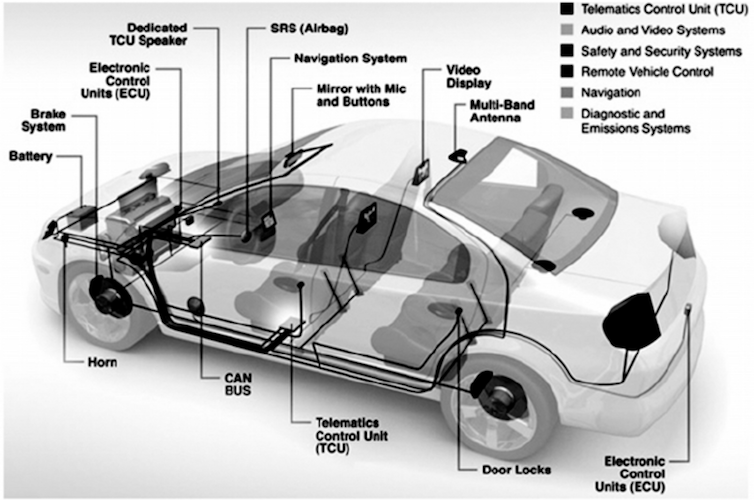 Dedicated
TCU Speaker
SRS (Airbag)
Electronic
Control
Units (ECU)
Navigation System
Mirror with Mic
and Buttons
Video
Display
Multi-Band
Antenna
Brake
System
Battery
Telematics Control Unit (TCU)
Audio and Video Systems
Safety and Security Systems
Remote Vehicle Control
Navigation
Diagnostic and
Emissions Systems
Horn
CAN
BUS
Telematics
Control Unit
(TCU)
Door Locks
Electronic
Control
Units (ECU)